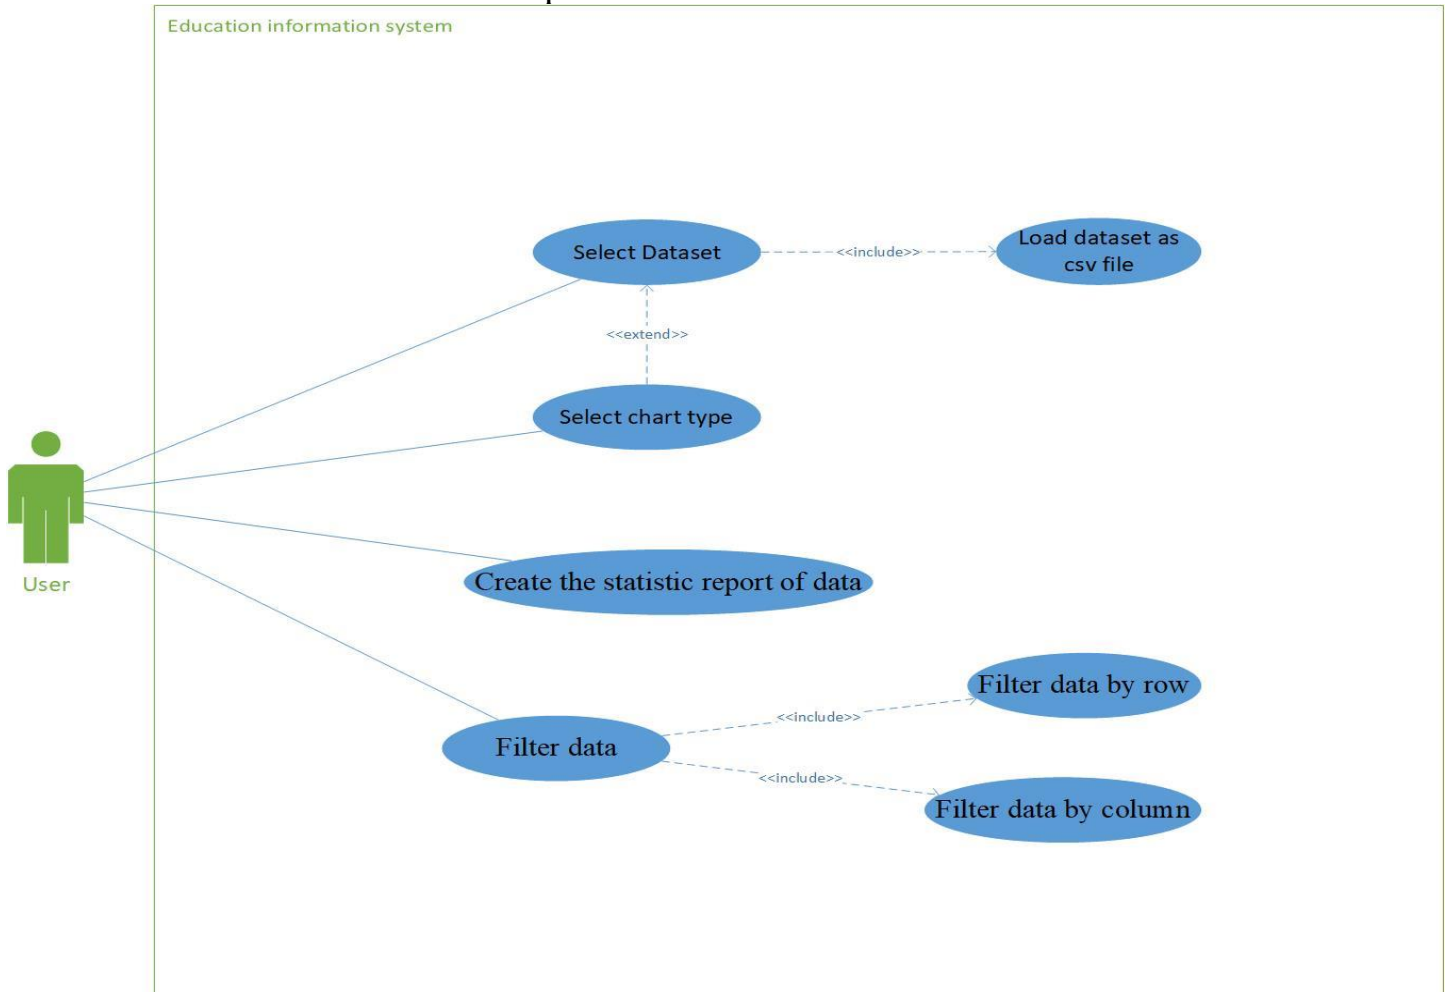 Education information system
Select Dataset
<<include>>
Load dataset as
csv file
<<extend>>
Select chart type
User
Create the statistic report of data
Filter data by row
<<include>>
Filter data
<<include>>
Filter data by column